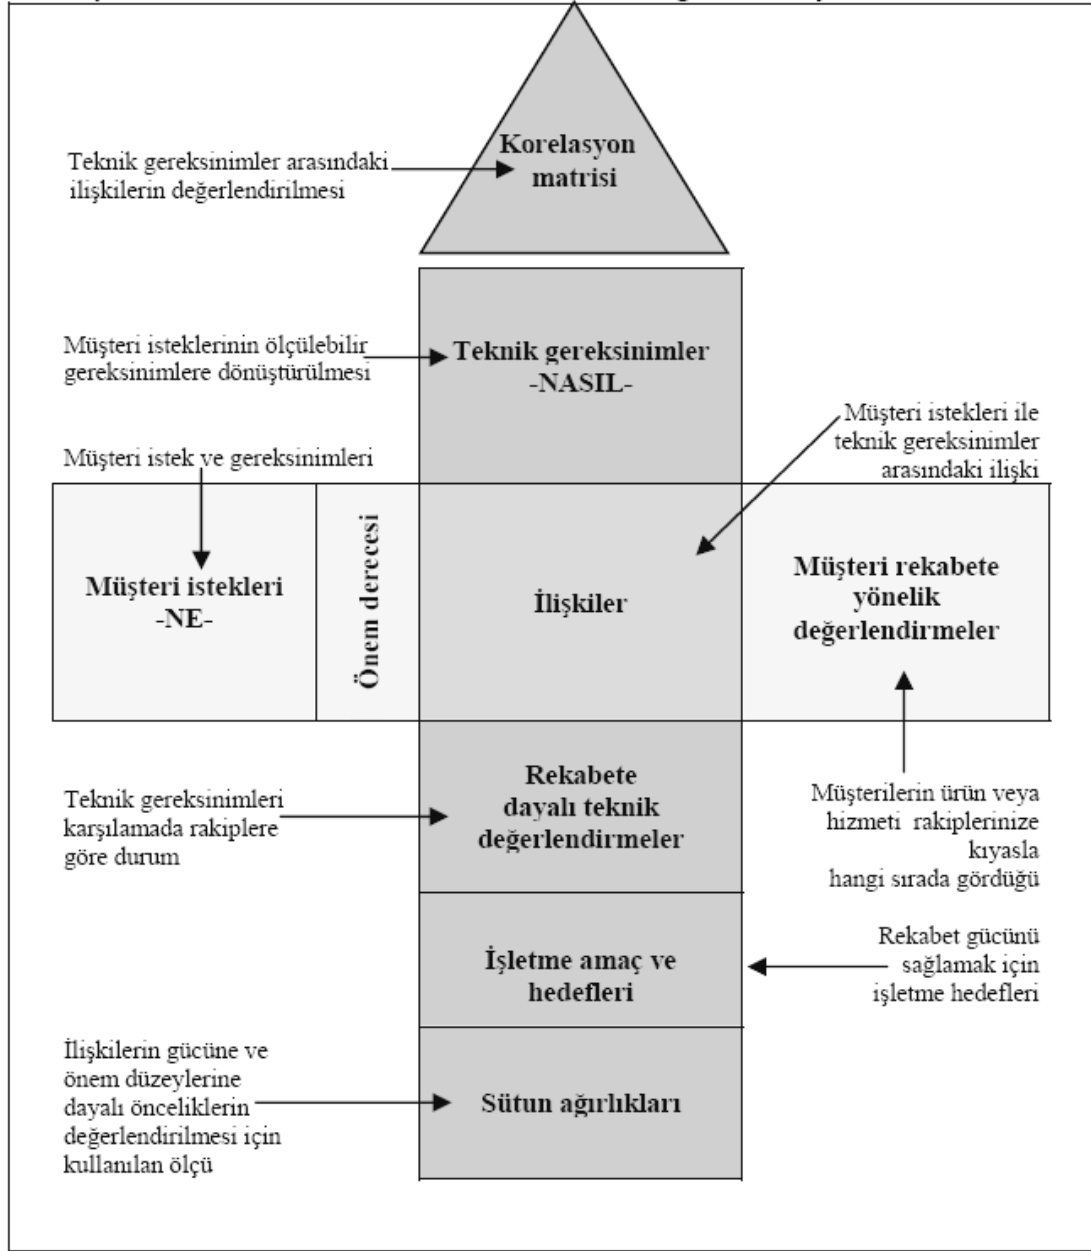 Korelasyon
matrisi
Teknik gereksinimler arasındaki
ilişkilerin değerlendirilmesi
Müşteri isteklerinin ölçülebilir
gereksinimlere dönüştürülmesi
Teknik gereksinimler
-NASIL-
Müşteri istekleri ile
teknik gereksinimler
arasındaki ilişki
Müşteri istek ve gereksinimleri
Müşteri istekleri
-NE-
Önem derecesi
İlişkiler
Müşteri rekabete
yönelik
değerlendirmeler
Rekabete
dayalı teknik
değerlendirmeler
Teknik gereksinimleri
karşılamada rakiplere
göre durum
Müşterilerin ürün veya
hizmeti rakiplerinize
kıyasla
hangi sırada gördüğü
İşletme amaç ve
hedefleri
Rekabet gücünü
sağlamak için
işletme hedefleri
İlişkilerin gücüne ve
önem düzeylerine
dayalı önceliklerin
değerlendirilmesi için
kullanılan ölçü
Sütun ağırlıkları